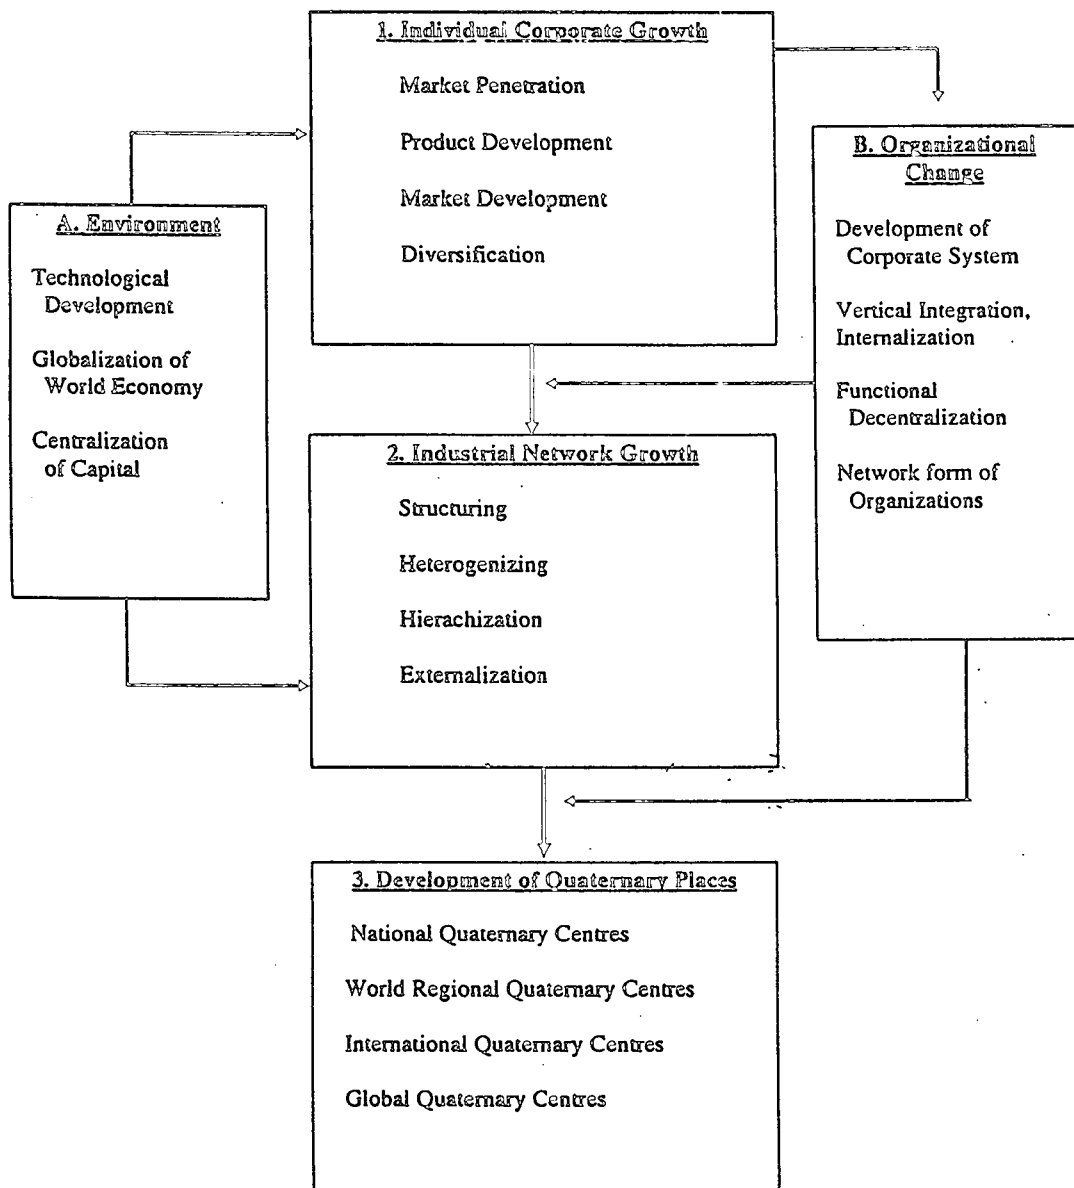 1. Individual Corporate Growth
Market Penetration
Product Development
Market Development
Diversification
A. Environment
Technological
Development
Globalization of
World Economy
Centralization
of Capital
B. Organizational
Change
Development of
Corporate System
Vertical Integration,
Internalization
Functional
Decentralization
Network form of
Organizations
2. Industrial Network Growth
Structuring
Heterogenizing
Hierachization
Externalization
3. Development of Quaternary Places
National Quaternary Centres
World Regional Quaternary Centres
International Quaternary Centres
Global Quaternary Centres